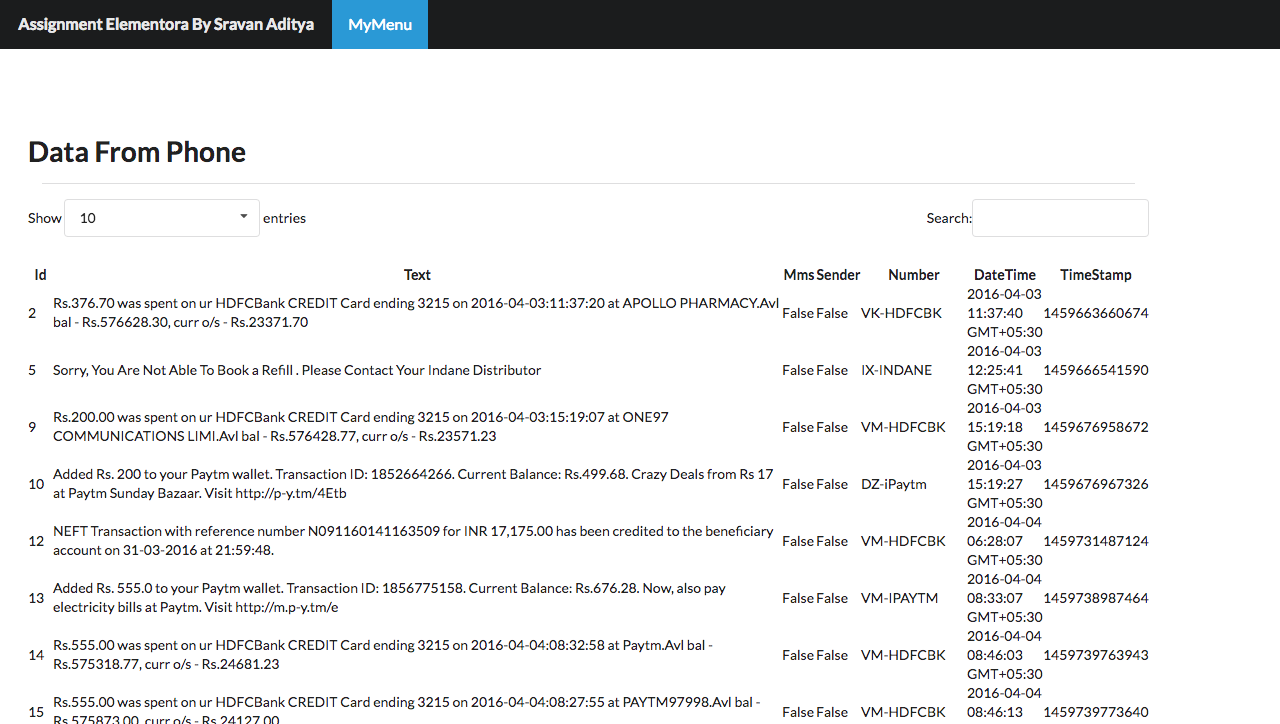 Assignment Elementora By Sravan Aditya MyMenu
Data From Phone
Show 10 entries Search:
Id Text Mms Sender Number DateTime TimeStamp
2 Rs.376.70 was spent on ur HDFCBank CREDIT Card ending 3215 on 2016-04-03:11:37:20 at APOLLO PHARMACY.Avl bal - Rs.576628.30, curr o/s - Rs.23371.70 False False VK-HDFCBK 2016-04-03 11:37:40 GMT+05:30 1459663660674
5 Sorry, You Are Not Able To Book a Refill . Please Contact Your Indane Distributor False False IX-INDANE 2016-04-03 12:25:41 GMT+05:30 1459666541590
9 Rs.200.00 was spent on ur HDFCBank CREDIT Card ending 3215 on 2016-04-03:15:19:07 at ONE97 COMMUNICATIONS LIMI.Avl bal - Rs.576428.77, curr o/s - Rs.23571.23 False False VM-HDFCBK 2016-04-03 15:19:18 GMT+05:30 1459676958672
10 Added Rs. 200 to your Paytm wallet. Transaction ID: 1852664266. Current Balance: Rs.499.68. Crazy Deals from Rs 17 at Paytm Sunday Bazaar. Visit http://p-y.tm/4Etb False False DZ-iPaytm 2016-04-03 15:19:27 GMT+05:30 1459676967326
12 NEFT Transaction with reference number N091160141163509 for INR 17,175.00 has been credited to the beneficiary account on 31-03-2016 at 21:59:48. False False VM-HDFCBK 2016-04-04 06:28:07 GMT+05:30 1459731487124
13 Added Rs. 555.0 to your Paytm wallet. Transaction ID: 1856775158. Current Balance: Rs.676.28. Now, also pay electricity bills at Paytm. Visit http://m.p-y.tm/e False False VM-IPAYTM 2016-04-04 08:33:07 GMT+05:30 1459738987464
14 Rs.555.00 was spent on ur HDFCBank CREDIT Card ending 3215 on 2016-04-04:08:32:58 at Paytm.Avl bal - Rs.575318.77, curr o/s - Rs.24681.23 False False VM-HDFCBK 2016-04-04 08:46:03 GMT+05:30 1459739763943
15 Rs.555.00 was spent on ur HDFCBank CREDIT Card ending 3215 on 2016-04-04:08:27:55 at PAYTM97998.Avl bal - Rs.575873.00, curr o/s - Rs.24127.00 False False VM-HDFCBK 2016-04-04 08:46:13 1459739773640